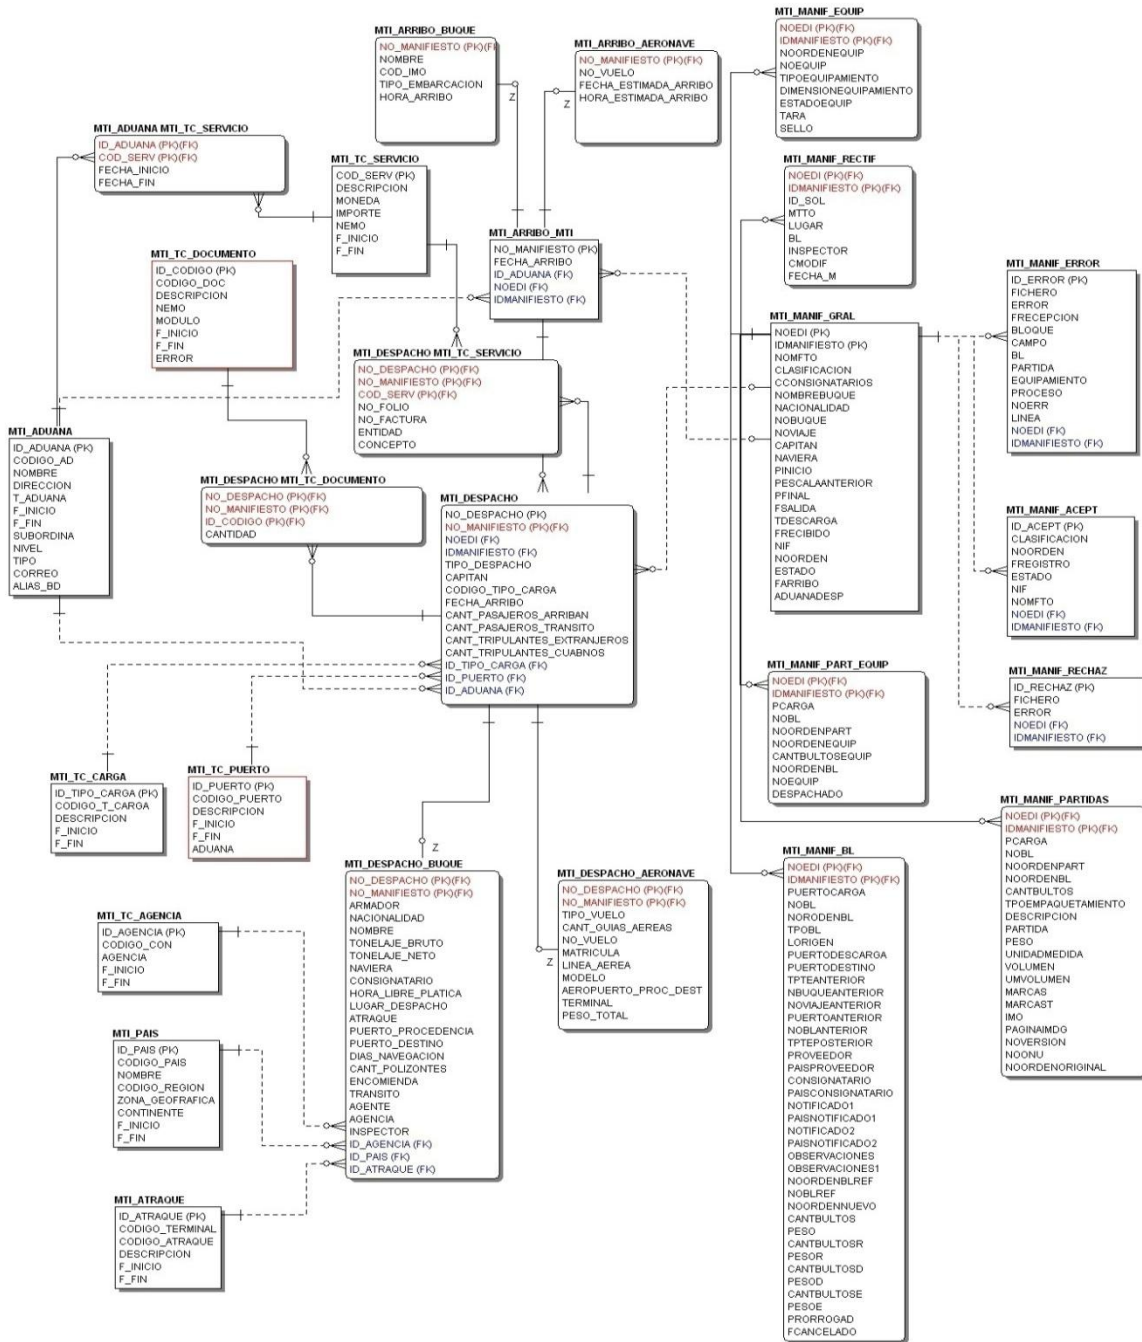 MTI_ARRIBO_BUQUE
NO_MANIFIESTO (PK)(FK)
NOMBRE
COD_IMO
TIPO_EMBARCACION
HORA_ARRIBO
Z
MTI_ARRIBO_AERONAVE
NO_MANIFIESTO (PK)(FK)
NO_VUELO
FECHA_ESTIMADA_ARRIBO
HORA_ESTIMADA_ARRIBO
Z
MTI_MANIF_EQUIP
NOEDI (PK)(FK)
IDMANIFIESTO (PK)(FK)
NOORDENEQUIP
NOEQUIP
TIPOEQUIPAMIENTO
DIMENSIONEQUIPAMIENTO
ESTADOEQUIP
TARA
SELLO
MTI_ADUANA MTI_TC_SERVICIO
ID_ADUANA (PK)(FK)
COD_SERV (PK)(FK)
FECHA_INICIO
FECHA_FIN
MTI_TC_SERVICIO
COD_SERV (PK)
DESCRIPCION
MONEDA
IMPORTE
NEMO
F_INICIO
F_FIN
MTI_MANIF_RECTIF
NOEDI (PK)(FK)
IDMANIFIESTO (PK)(FK)
ID_SOL
MTTO
LUGAR
BL
INSPECTOR
CMODIF
FECHA_M
MTI_TC_DOCUMENTO
ID_CODIGO (PK)
CODIGO_DOC
DESCRIPCION
NEMO
MODULO
F_INICIO
F_FIN
ERROR
MTI_ARRIBO_MTI
NO_MANIFIESTO (PK)
FECHA_ARRIBO
ID_ADUANA (FK)
NOEDI (FK)
IDMANIFIESTO (FK)
MTI_MANIF_ERROR
ID_ERROR (PK)
FICHERO
ERROR
FRECEPCION
BLOQUE
CAMPO
BL
PARTIDA
EQUIPAMIENTO
PROCESO
NOERR
LINEA
NOEDI (FK)
IDMANIFIESTO (FK)
MTI_MANIF_GRAL
NOEDI (PK)
IDMANIFIESTO (PK)
NOMFTO
CLASIFICACION
CCONSIGNATARIOS
NOMBREBUQUE
NACIONALIDAD
NOBUQUE
NOVIAJE
CAPITAN
NAVIERA
PINICIO
PESCALAANTERIOR
PFINAL
FSALIDA
TDESCARGA
FRECIBIDO
NIF
NOORDEN
ESTADO
FARRIBO
ADUANADESP
MTI_DESPACHO MTI_TC_SERVICIO
NO_DESPACHO (PK)(FK)
NO_MANIFIESTO (PK)(FK)
COD_SERV (PK)(FK)
NO_FOLIO
NO_FACTURA
ENTIDAD
CONCEPTO
MTI_ADUANA
ID_ADUANA (PK)
CODIGO_AD
NOMBRE
DIRECCION
T_ADUANA
F_INICIO
F_FIN
SUBORDINA
NIVEL
TIPO
CORREO
ALIAS_BD
MTI_DESPACHO MTI_TC_DOCUMENTO
NO_DESPACHO (PK)(FK)
NO_MANIFIESTO (PK)(FK)
ID_CODIGO (PK)(FK)
CANTIDAD
MTI_DESPACHO
NO_DESPACHO (PK)
NO_MANIFIESTO (PK)(FK)
NOEDI (FK)
IDMANIFIESTO (FK)
TIPO_DESPACHO
CAPITAN
CODIGO_TIPO_CARGA
FECHA_ARRIBO
CANT_PASAJEROS_ARRIBAN
CANT_PASAJEROS_TRANSITO
CANT_TRIPULANTES_EXTRANJEROS
CANT_TRIPULANTES_CUABNOS
ID_TIPO_CARGA (FK)
ID_PUERTO (FK)
ID_ADUANA (FK)
MTI_MANIF_ACEPT
ID_ACEPT (PK)
CLASIFICACION
NOORDEN
FREGISTRO
ESTADO
NIF
NOMFTO
NOEDI (FK)
IDMANIFIESTO (FK)
MTI_MANIF_PART_EQUIP
NOEDI (PK)(FK)
IDMANIFIESTO (PK)(FK)
PCARGA
NOBL
NOORDENPART
NOORDENEQUIP
CANTBULTOSEQUIP
NOORDENBL
NOEQUIP
DESPACHADO
MTI_MANIF_RECHAZ
ID_RECHAZ (PK)
FICHERO
ERROR
NOEDI (FK)
IDMANIFIESTO (FK)
MTI_TC_CARGA
ID_TIPO_CARGA (PK)
CODIGO_T_CARGA
DESCRIPCION
F_INICIO
F_FIN
MTI_TC_PUERTO
ID_PUERTO (PK)
CODIGO_PUERTO
DESCRIPCION
F_INICIO
F_FIN
ADUANA
MTI_MANIF_PARTIDAS
NOEDI (PK)(FK)
IDMANIFIESTO (PK)(FK)
PCARGA
NOBL
NOORDENPART
NOORDENBL
CANTBULTOS
TPOEMPAQUETAMIENTO
DESCRIPCION
PARTIDA
PESO
UNIDADMEDIDA
VOLUMEN
UMVOLUMEN
MARCAS
MARCAST
IMO
PAGINAIMDG
NOVERSION
NOONU
NOORDENORIGINAL
Z
MTI_DESPACHO_BUQUE
NO_DESPACHO (PK)(FK)
NO_MANIFIESTO (PK)(FK)
ARMADOR
NACIONALIDAD
NOMBRE
TONELAJE_BRUTO
TONELAJE_NETO
NAVIERA
CONSIGNATARIO
HORA_LIBRE_PLATICA
LUGAR_DESPACHO
ATRAQUE
PUERTO_PROCEDENCIA
PUERTO_DESTINO
DIAS_NAVEGACION
CANT_POLIZONTES
ENCOMIENDA
TRANSITO
AGENTE
AGENCIA
INSPECTOR
ID_AGENCIA (FK)
ID_PAIS (FK)
ID_ATRAQUE (FK)
MTI_DESPACHO_AERONAVE
NO_DESPACHO (PK)(FK)
NO_MANIFIESTO (PK)(FK)
TIPO_VUELO
CANT_GUIAS_AEREAS
NO_VUELO
MATRICULA
LINEA_AEREA
MODELO
AEROPUERTO_PROC_DEST
TERMINAL
PESO_TOTAL
Z
MTI_MANIF_BL
NOEDI (PK)(FK)
IDMANIFIESTO (PK)(FK)
PUERTOCARGA
NOBL
NORODENBL
TPOBL
LORIGEN
PUERTODESCARGA
PUERTODESTINO
TPTEANTERIOR
NBUQUEANTERIOR
NOVIAJEANTERIOR
PUERTOANTERIOR
NOBLANTERIOR
TPTEPOSTERIOR
PROVEEDOR
PAISPROVEEDOR
CONSIGNATARIO
PAISCONSIGNATARIO
NOTIFICADO1
PAISNOTIFICADO1
NOTIFICADO2
PAISNOTIFICADO2
OBSERVACIONES
OBSERVACIONES1
NOORDENBLREF
NOBLREF
NOORDENNUEVO
CANTBULTOS
PESO
CANTBULTOSR
PESOR
CANTBULTOSD
PESOD
CANTBULTOSE
PESOE
PRORROGAD
FCANCELADO
MTI_TC_AGENCIA
ID_AGENCIA (PK)
CODIGO_CON
AGENCIA
F_INICIO
F_FIN
MTI_PAIS
ID_PAIS (PK)
CODIGO_PAIS
NOMBRE
CODIGO_REGION
ZONA_GEOFRAFICA
CONTINENTE
F_INICIO
F_FIN
MTI_ATRAQUE
ID_ATRAQUE (PK)
CODIGO_TERMINAL
CODIGO_ATRAQUE
DESCRIPCION
F_INICIO
F_FIN